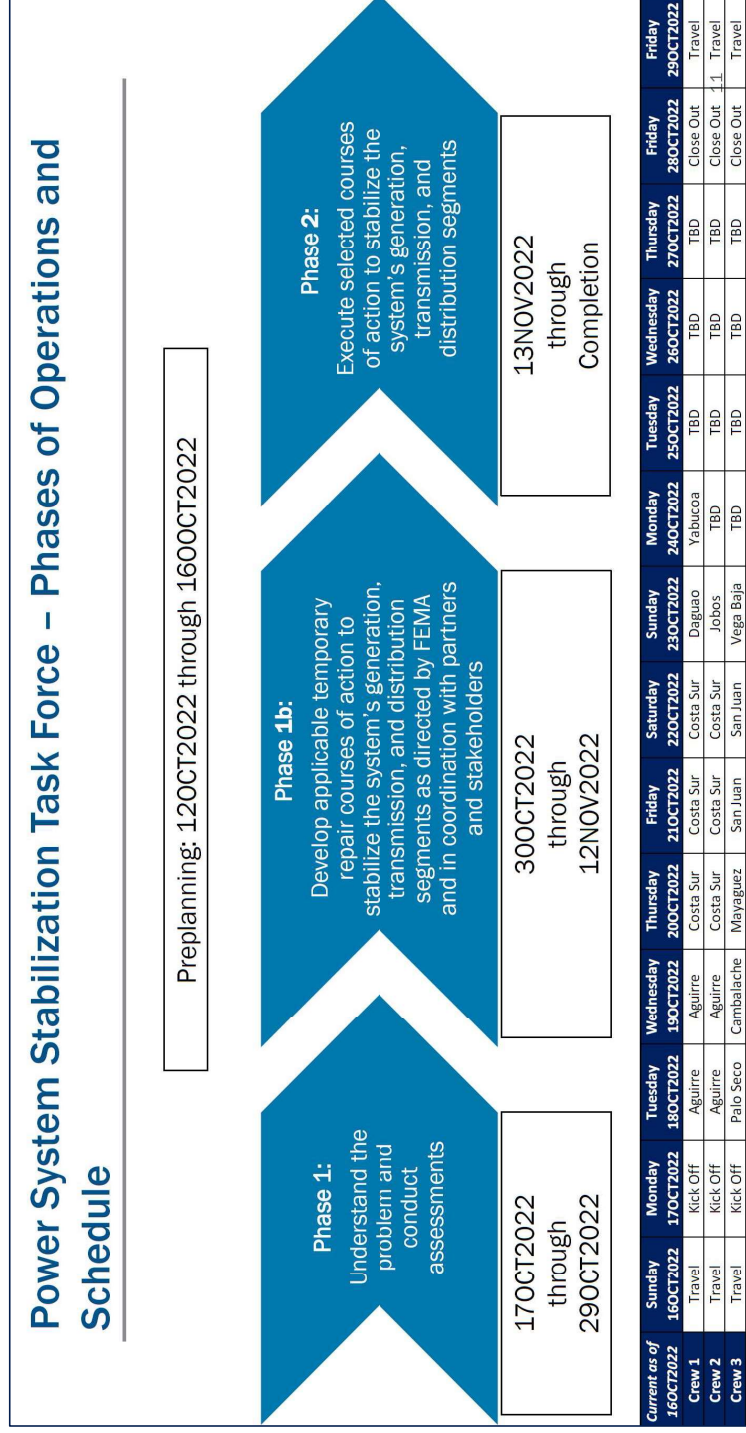 Power System Stabilization Task Force – Phases of Operations and
Schedule
Preplanning: 12OCT2022 through 16OOCT2022
Phase 1:
Understand the
problem and
conduct
assessments
17OCT2022
through
29OCT2022
Phase 1b:
Develop applicable temporary
repair courses of action to
stabilize the system's generation,
transmission, and distribution
segments as directed by FEMA
and in coordination with partners
and stakeholders
30OCT2022
through
12NOV2022
Phase 2:
Execute selected courses
of action to stabilize the
system's generation,
transmission, and
distribution segments
13NOV2022
through
Completion
Current as of Sunday Monday Tuesday Wednesday Thursday Friday Saturday Sunday Monday Tuesday Wednesday Thursday Friday Friday
16OCT2022 16OCT2022 17OCT2022 18OCT2022 19OCT2022 20OCT2022 21OCT2022 22OCT2022 23OCT2022 24OCT2022 25OCT2022 26OCT2022 27OCT2022 28OCT2022 29OCT2022
Crew 1 Travel Kick Off Aguirre Aguirre Costa Sur Costa Sur Costa Sur Daguao Yabucoa TBD TBD TBD Close Out Travel
Crew 2 Travel Kick Off Aguirre Aguirre Costa Sur Costa Sur Costa Sur Jobos TBD TBD TBD TBD Close Out Travel
Crew 3 Travel Kick Off Palo Seco Cambalache Mayaguez San Juan San Juan Vega Baja TBD TBD TBD TBD Close Out Travel
11